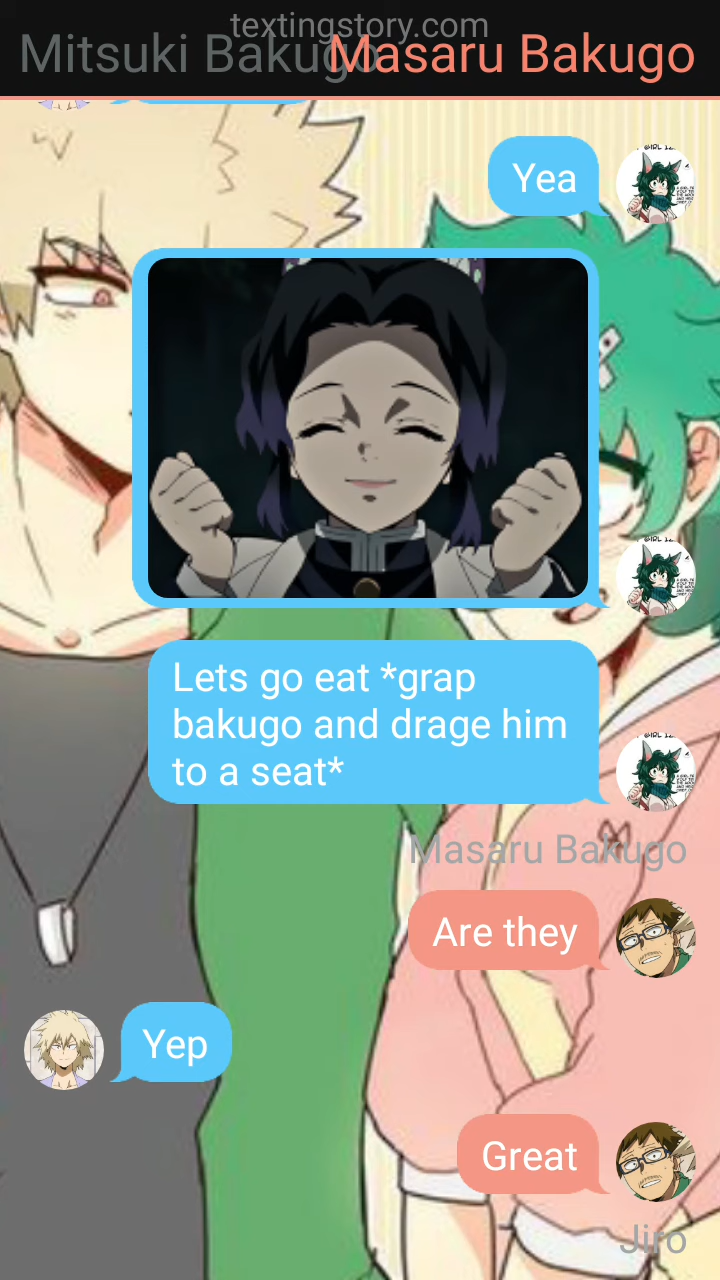 textingstory.com
Mitsuki Bakugo
Masaru Bakugo
Yea
Lets go eat *grap
bakugo and drage him
to a seat*
Masaru Bakugo
Are they
Yep
Great
Jiro